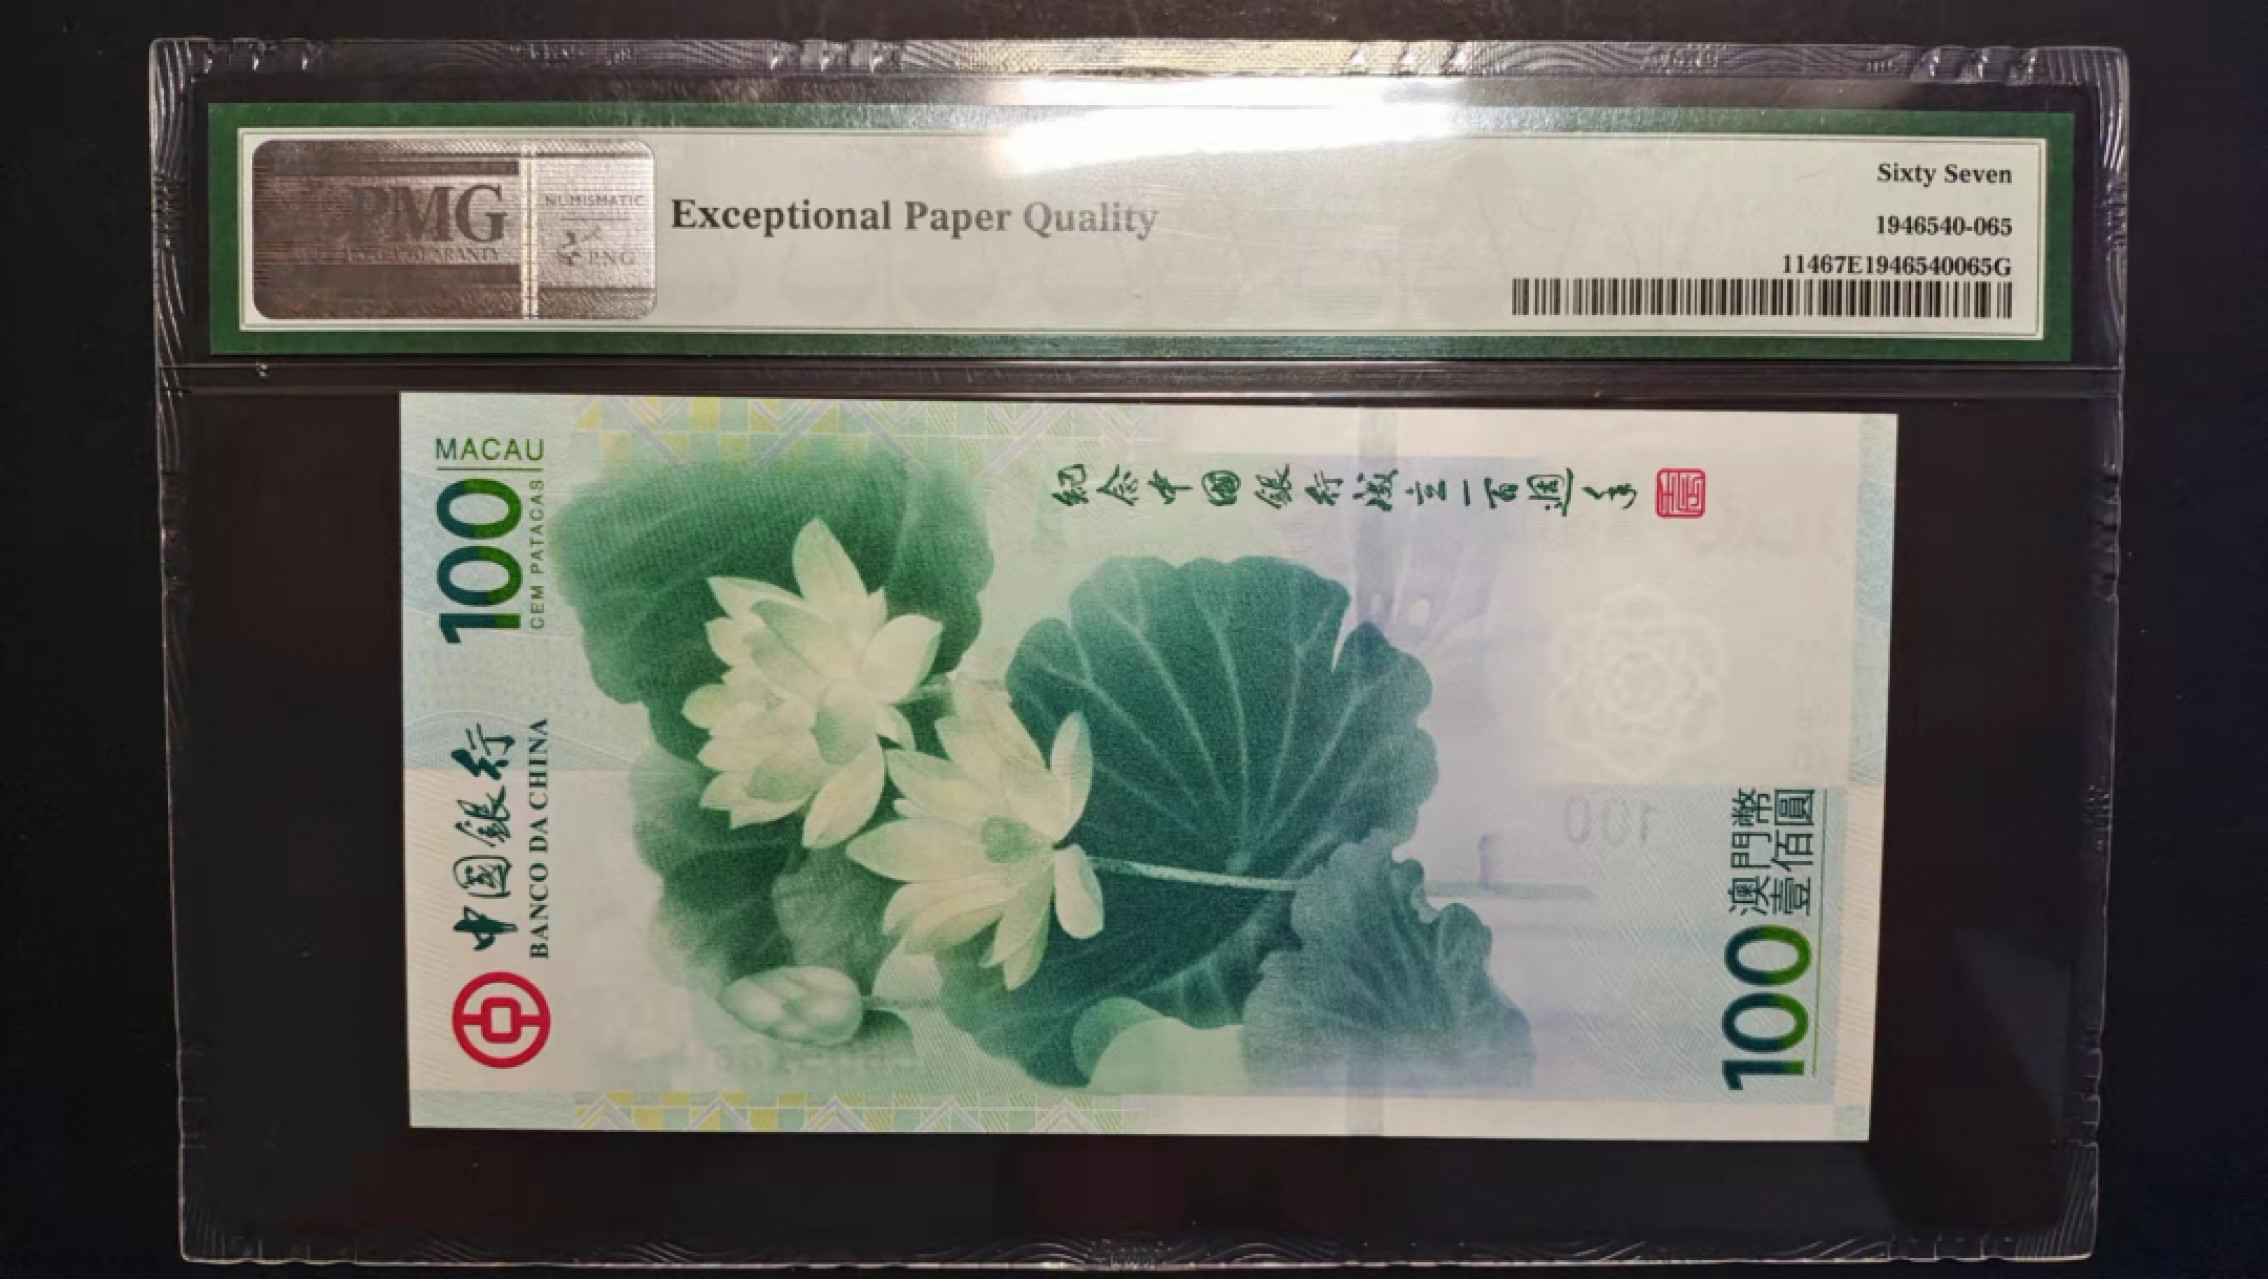 PMG
NUMISMATIC
PNG
Exceptional Paper Quality
Sixty Seven
1946540-065
11467E1946540065G
MACAU
100
CEM PATACAS
中國銀行
BANCO DA CHINA
紀念中國銀行成立一百週年
澳門幣
壹佰圓
100
100